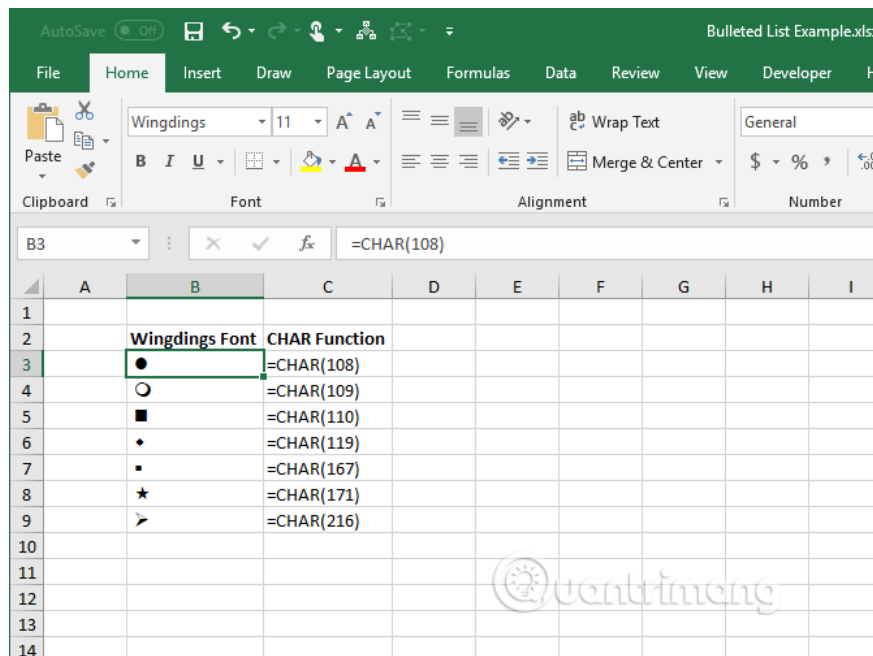 AutoSave Off Bulleted List Example.xls
File Home Insert Draw Page Layout Formulas Data Review View Developer H
Wingdings 11 A A ab Wrap Text General
Paste B I U A Merge & Center $ % , .00
Clipboard Font Alignment Number
B3 fx =CHAR(108)
A B C D E F G H I
1
2 Wingdings Font CHAR Function
3 ● =CHAR(108)
4 ❍ =CHAR(109)
5 ■ =CHAR(110)
6 ⬥ =CHAR(119)
7 ▪ =CHAR(167)
8 ★ =CHAR(171)
9 ➢ =CHAR(216)
10
11
12
13
14
Quantrimang